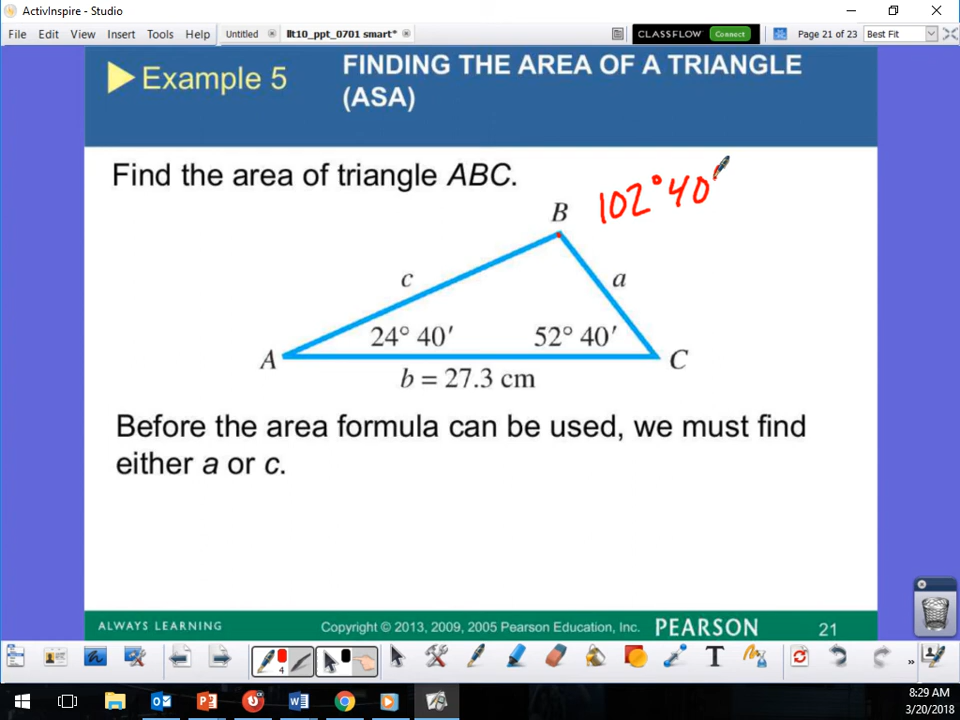 ActivInspire - Studio
File Edit View Insert Tools Help Untitled llt10_ppt_0701 smart* CLASSFLOW Connect Page 21 of 23 Best Fit
Example 5 FINDING THE AREA OF A TRIANGLE
(ASA)
Find the area of triangle ABC.
102° 40'
B
c a
24° 40′ 52° 40′
A C
b = 27.3 cm
Before the area formula can be used, we must find
either a or c.
ALWAYS LEARNING Copyright © 2013, 2009, 2005 Pearson Education, Inc. PEARSON 21
4 T »
8:29 AM
3/20/2018